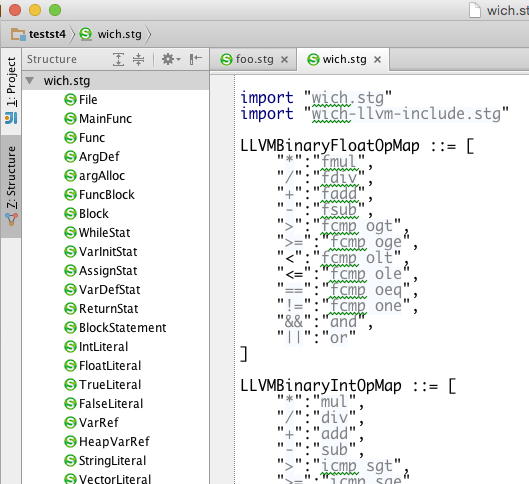 wich.stg
testst4
wich.stg
1: Project
Z: Structure
Structure
wich.stg
File
MainFunc
Func
ArgDef
argAlloc
FuncBlock
Block
WhileStat
VarInitStat
AssignStat
VarDefStat
ReturnStat
BlockStatement
IntLiteral
FloatLiteral
TrueLiteral
FalseLiteral
VarRef
HeapVarRef
StringLiteral
VectorLiteral
foo.stg
wich.stg
import "wich.stg"
import "wich-llvm-include.stg"
LLVMBinaryFloatOpMap ::= [
"*":"fmul",
"/":"fdiv",
"+":"fadd",
"-":"fsub",
">":"fcmp ogt",
">=":"fcmp oge",
"<":"fcmp olt",
"<=":"fcmp ole",
"==":"fcmp oeq",
"!=":"fcmp one",
"&&":"and",
"||":"or"
]
LLVMBinaryIntOpMap ::= [
"*":"mul",
"/":"div",
"+":"add",
"-":"sub",
">":"icmp sgt",
">=":"icmp sge",